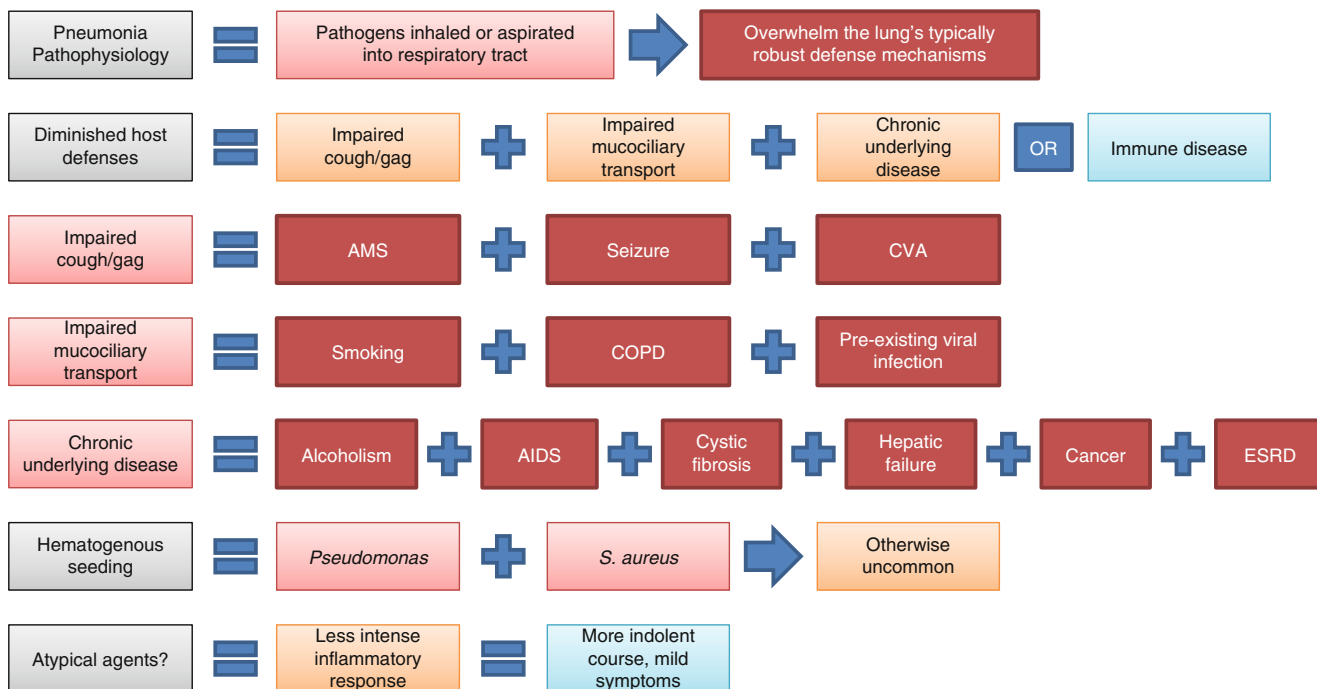 Pneumonia
Pathophysiology
Pathogens inhaled or aspirated
into respiratory tract
Overwhelm the lung's typically
robust defense mechanisms
Diminished host
defenses
Impaired
cough/gag
Impaired
mucociliary
transport
Chronic
underlying
disease
OR
Immune disease
Impaired
cough/gag
AMS
Seizure
CVA
Impaired
mucociliary
transport
Smoking
COPD
Pre-existing viral
infection
Chronic
underlying disease
Alcoholism
AIDS
Cystic
fibrosis
Hepatic
failure
Cancer
ESRD
Hematogenous
seeding
Pseudomonas
S. aureus
Otherwise
uncommon
Atypical agents?
Less intense
inflammatory
response
More indolent
course, mild
symptoms